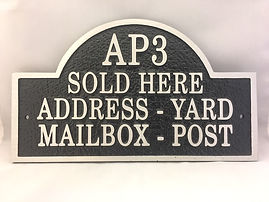 AP3
SOLD HERE
ADDRESS - YARD
MAILBOX - POST